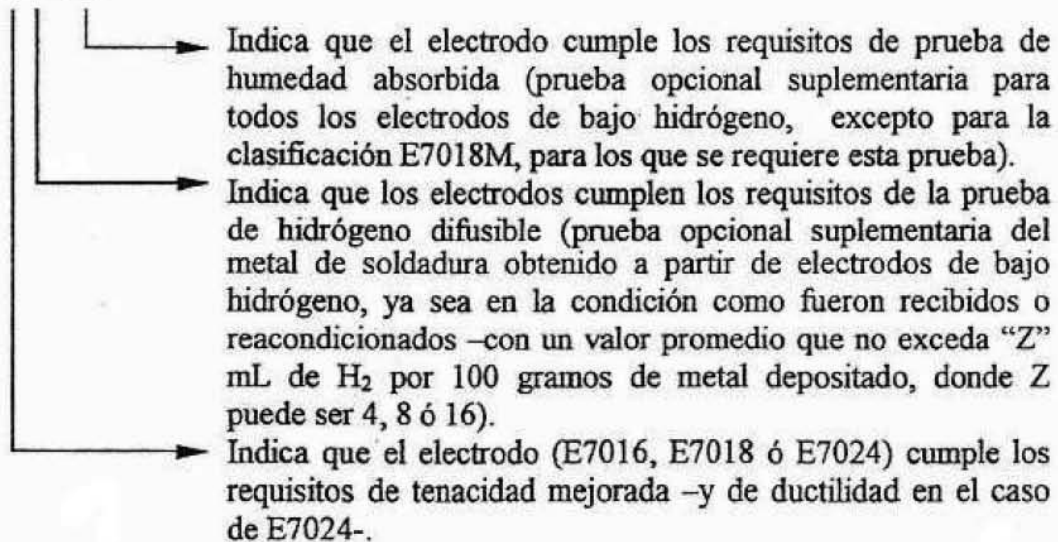 Indica que el electrodo cumple los requisitos de prueba de
humedad absorbida (prueba opcional suplementaria para
todos los electrodos de bajo hidrógeno, excepto para la
clasificación E7018M, para los que se requiere esta prueba).
Indica que los electrodos cumplen los requisitos de la prueba
de hidrógeno difusible (prueba opcional suplementaria del
metal de soldadura obtenido a partir de electrodos de bajo
hidrógeno, ya sea en la condición como fueron recibidos o
reacondicionados –con un valor promedio que no exceda “Z”
mL de H₂ por 100 gramos de metal depositado, donde Z
puede ser 4, 8 ó 16).
Indica que el electrodo (E7016, E7018 ó E7024) cumple los
requisitos de tenacidad mejorada –y de ductilidad en el caso
de E7024-.